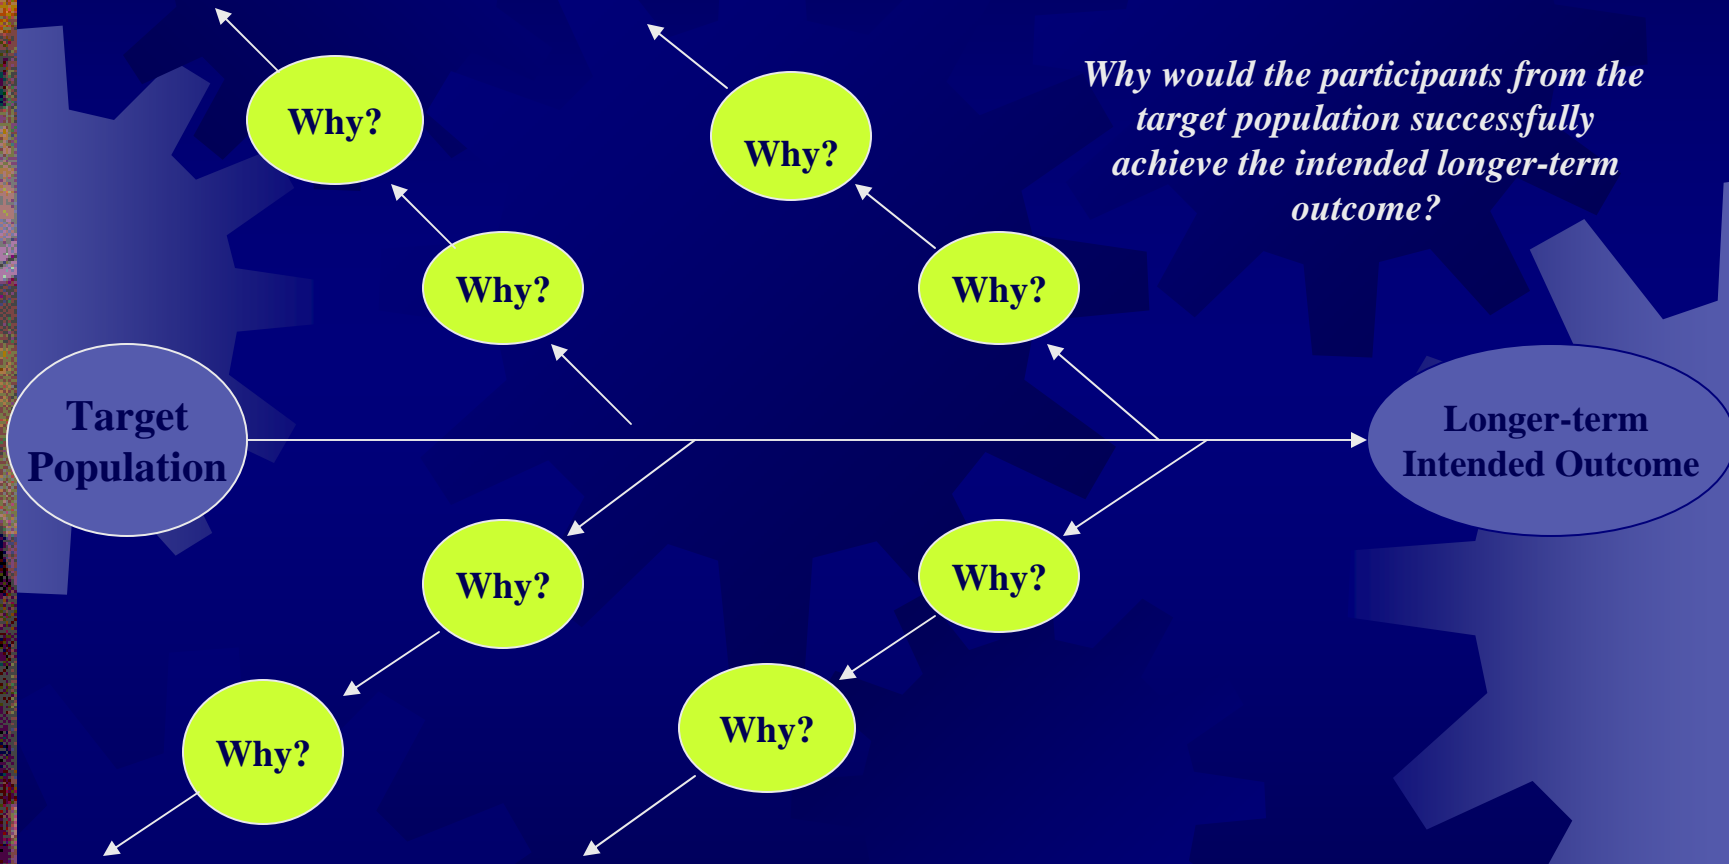 Why would the participants from the
target population successfully
achieve the intended longer-term
outcome?
Why?
Why?
Why?
Why?
Target
Population
Longer-term
Intended Outcome
Why?
Why?
Why?
Why?